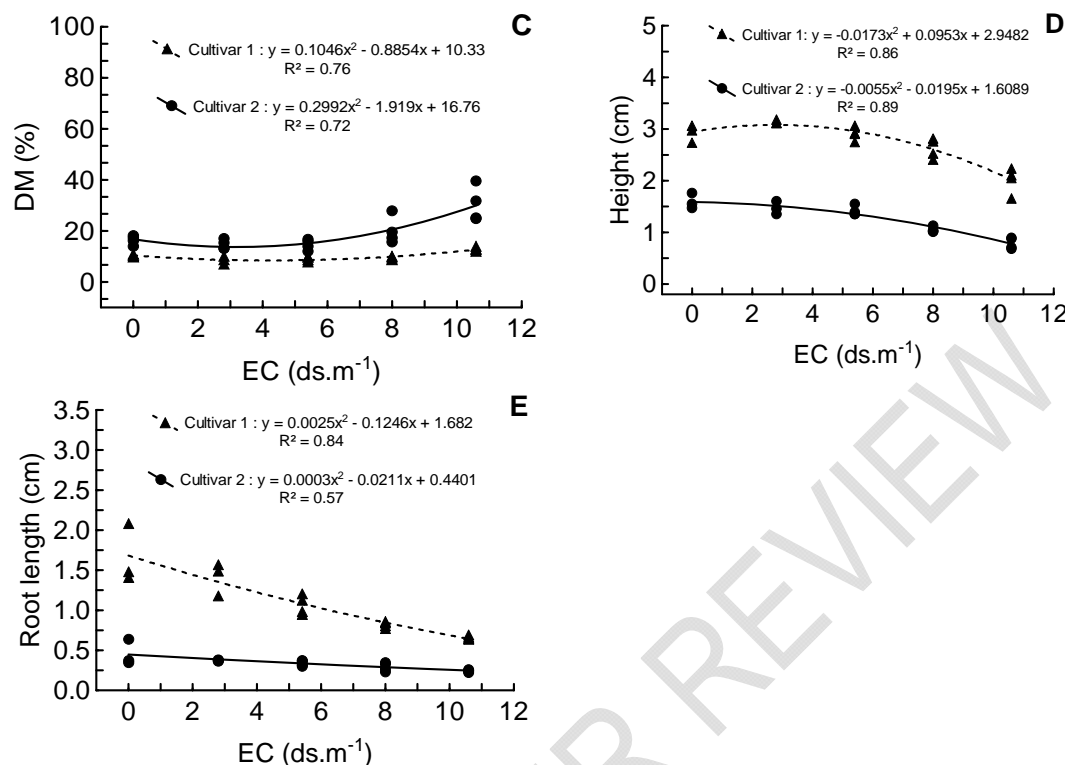 C
Cultivar 1 : y = 0.1046x² - 0.8854x + 10.33
R² = 0.76
Cultivar 2 : y = 0.2992x² - 1.919x + 16.76
R² = 0.72
100
80
60
40
20
0
DM (%)
0 2 4 6 8 10 12
EC (ds.m⁻¹)
D
Cultivar 1: y = -0.0173x² + 0.0953x + 2.9482
R² = 0.86
Cultivar 2 : y = -0.0055x² - 0.0195x + 1.6089
R² = 0.89
5
4
3
2
1
0
Height (cm)
0 2 4 6 8 10 12
EC (ds.m⁻¹)
E
Cultivar 1 : y = 0.0025x² - 0.1246x + 1.682
R² = 0.84
Cultivar 2 : y = 0.0003x² - 0.0211x + 0.4401
R² = 0.57
3.5
3.0
2.5
2.0
1.5
1.0
0.5
0.0
Root length (cm)
0 2 4 6 8 10 12
EC (ds.m⁻¹)
R REVIEW